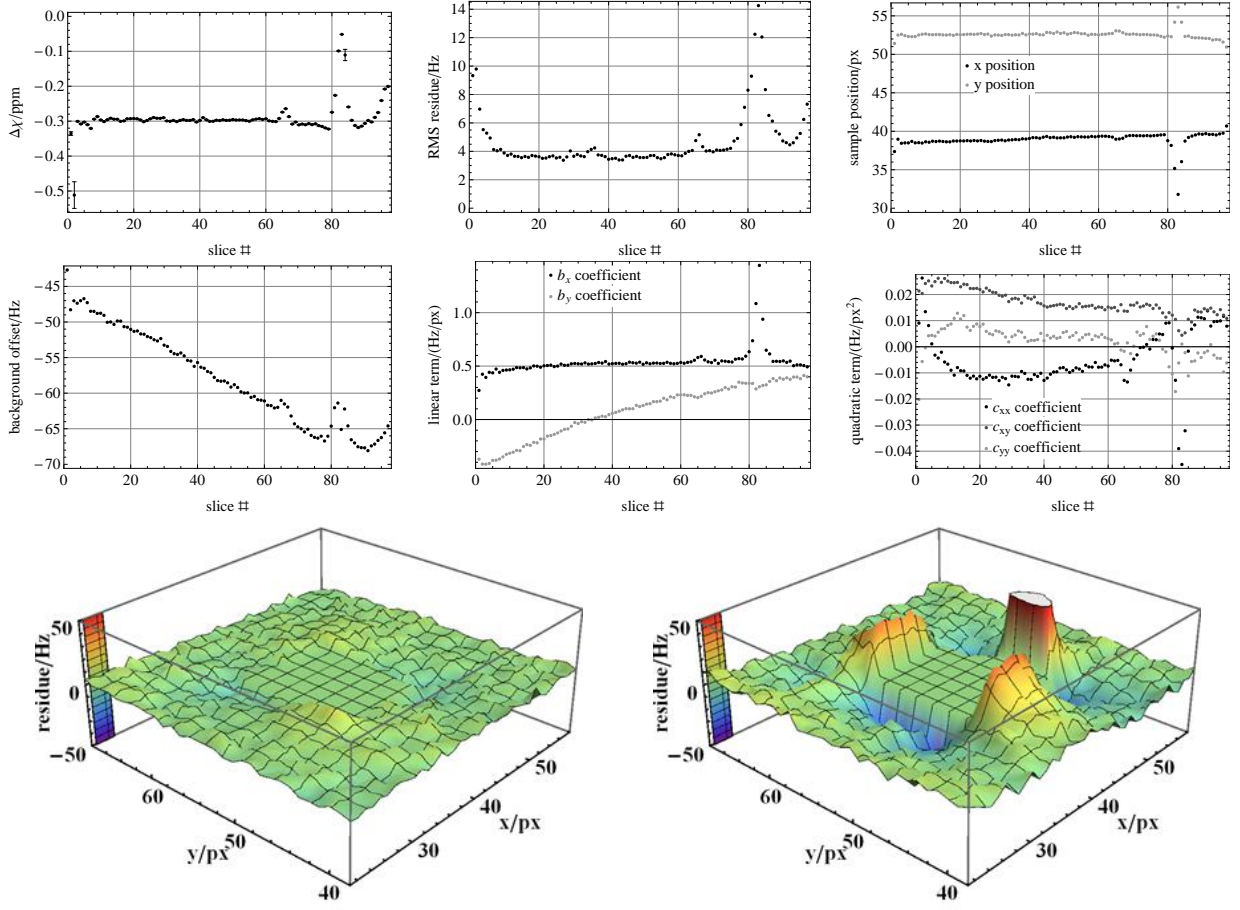 0.0
−0.1
−0.2
−0.3
−0.4
−0.5
Δχ/ppm
0 20 40 60 80
slice #
14
12
10
8
6
4
2
0
RMS residue/Hz
0 20 40 60 80
slice #
55
50
45
40
35
30
sample position/px
x position
y position
0 20 40 60 80
slice #
−45
−50
−55
−60
−65
−70
background offset/Hz
0 20 40 60 80
slice #
1.0
0.5
0.0
linear term/(Hz/px)
bx coefficient
by coefficient
0 20 40 60 80
slice #
0.02
0.01
0.00
−0.01
−0.02
−0.03
−0.04
quadratic term/(Hz/px²)
cxx coefficient
cxy coefficient
cyy coefficient
0 20 40 60 80
slice #
50
0
−50
residue/Hz
60
50
40
y/px
30
40
50
x/px
50
0
−50
residue/Hz
60
50
40
y/px
30
40
50
x/px